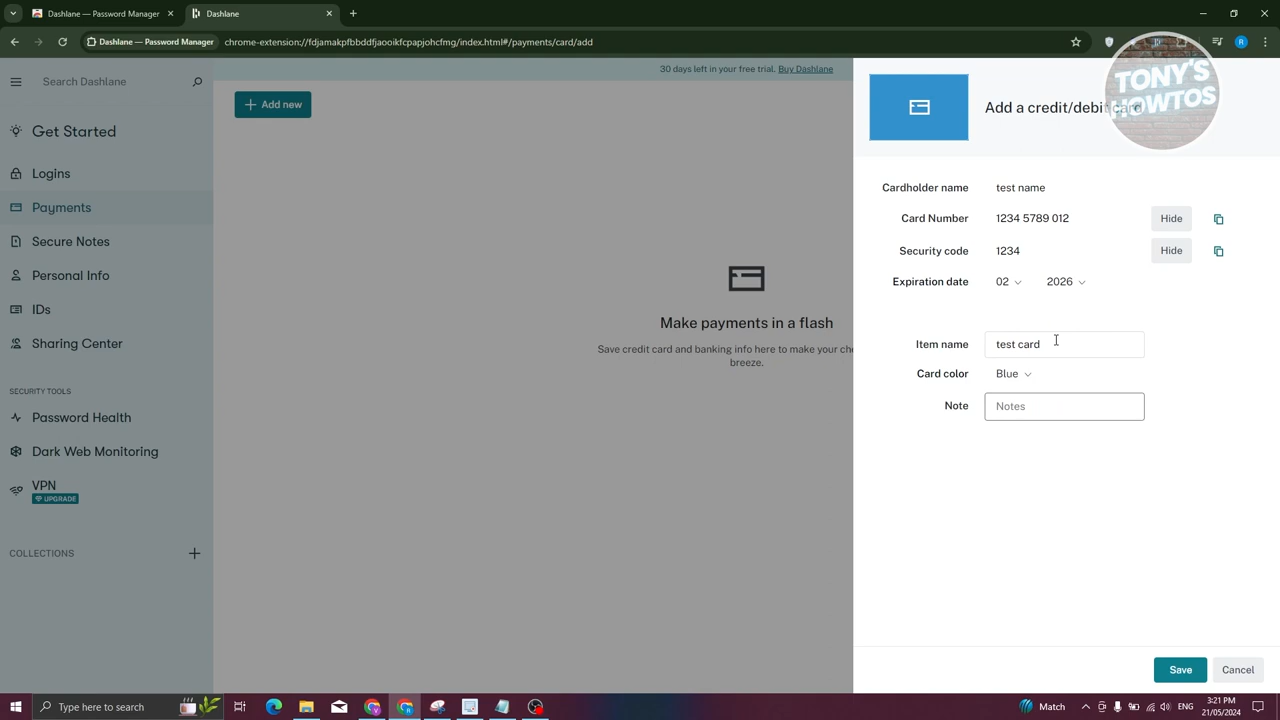 Dashlane — Password Manager
Dashlane
Dashlane — Password Manager
chrome-extension://fdjamakpfbbddfjaooikfcpapjohcfmg/index.html#/payments/card/add
R
Search Dashlane
30 days left in your free trial. Buy Dashlane
TONY'S
HOWTOS
Add new
Add a credit/debit card
Get Started
Logins
Payments
Secure Notes
Personal Info
IDs
Sharing Center
SECURITY TOOLS
Password Health
Dark Web Monitoring
VPN
UPGRADE
COLLECTIONS
Make payments in a flash
Save credit card and banking info here to make your che
breeze.
Cardholder name test name
Card Number 1234 5789 012 Hide
Security code 1234 Hide
Expiration date 02 2026
Item name test card
Card color Blue
Note Notes
Save Cancel
Type here to search
Match
ENG
3:21 PM
21/05/2024